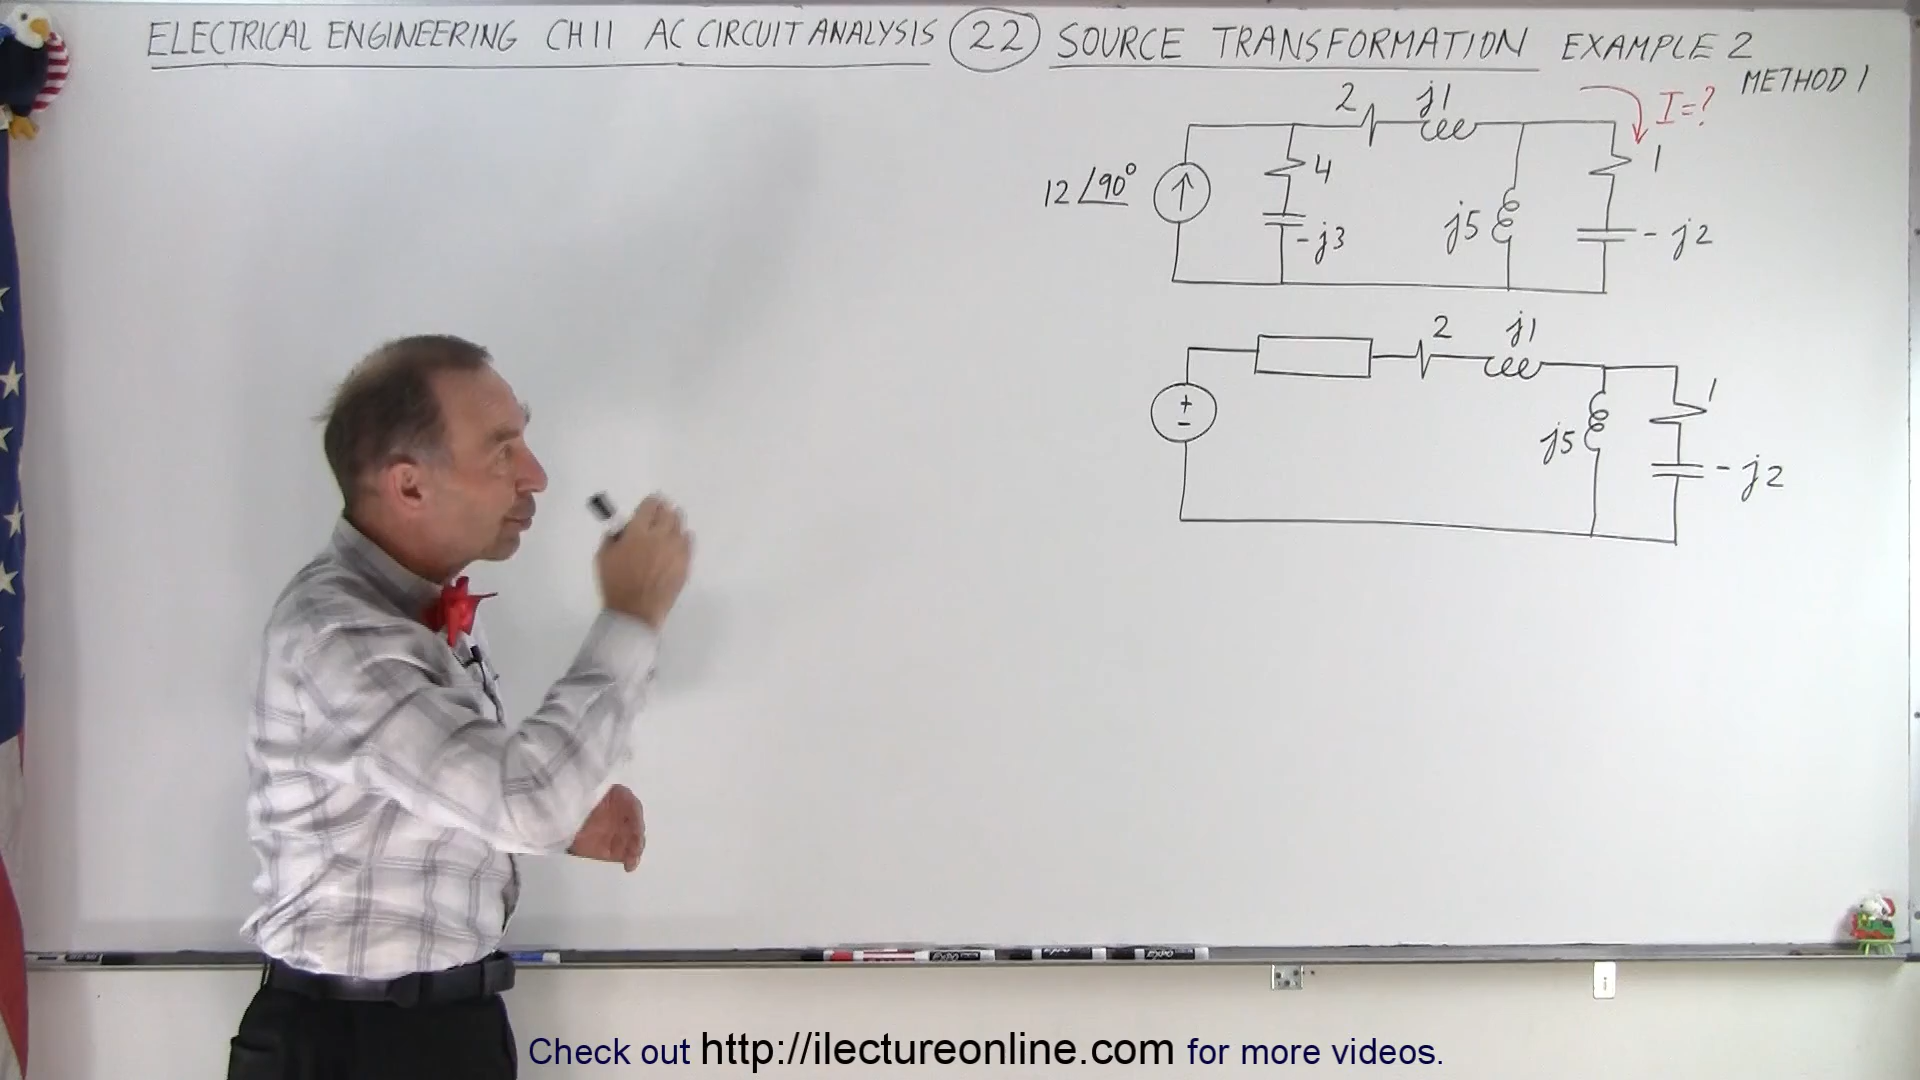 ELECTRICAL ENGINEERING CH 11 AC CIRCUIT ANALYSIS 22 SOURCE TRANSFORMATION EXAMPLE 2
METHOD 1
2 j1 I=?
12∠90° 4 1
-j3 j5 -j2
2 j1
+ 1
- j5 -j2
Check out http://ilectureonline.com for more videos.